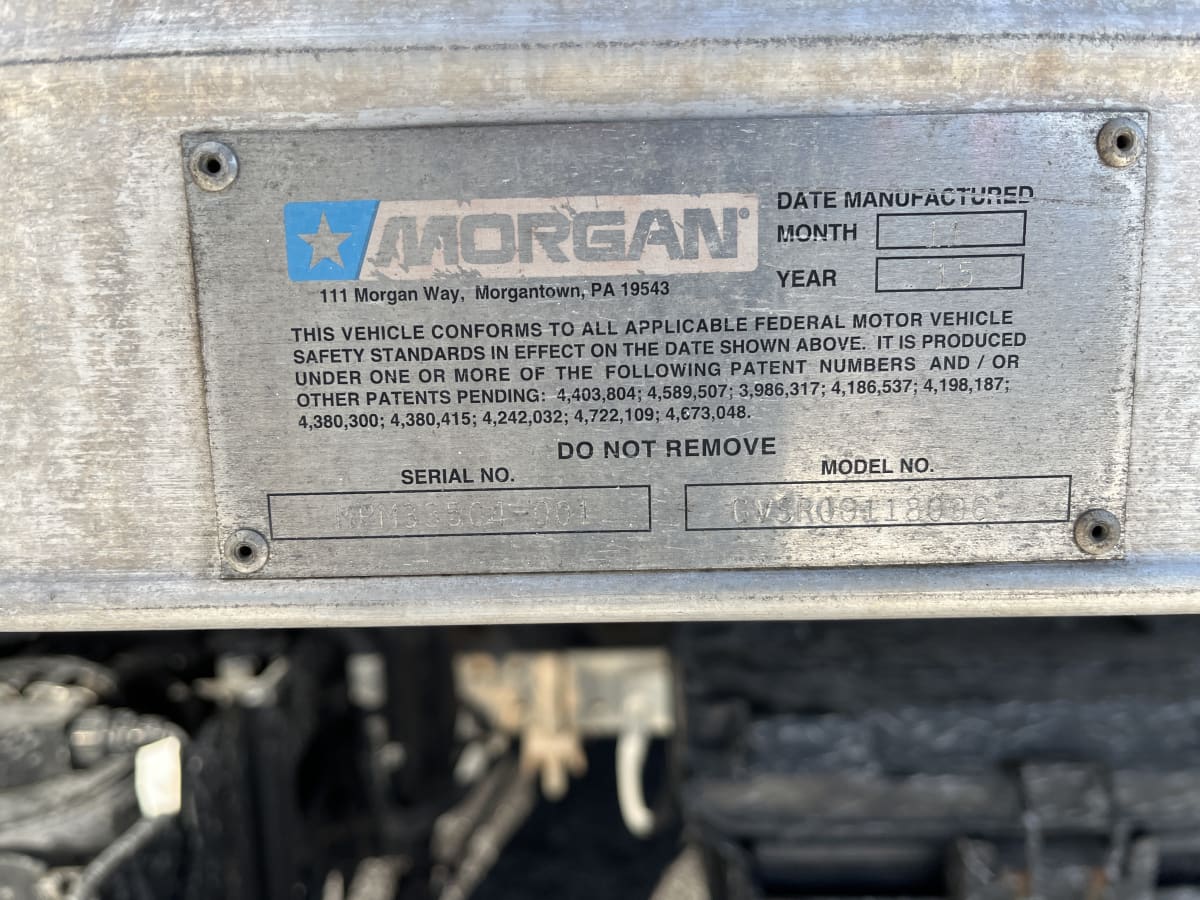 MORGAN
111 Morgan Way, Morgantown, PA 19543
DATE MANUFACTURED
MONTH
YEAR 15
THIS VEHICLE CONFORMS TO ALL APPLICABLE FEDERAL MOTOR VEHICLE
SAFETY STANDARDS IN EFFECT ON THE DATE SHOWN ABOVE. IT IS PRODUCED
UNDER ONE OR MORE OF THE FOLLOWING PATENT NUMBERS AND / OR
OTHER PATENTS PENDING: 4,403,804; 4,589,507; 3,986,317; 4,186,537; 4,198,187;
4,380,300; 4,380,415; 4,242,032; 4,722,109; 4,673,048.
DO NOT REMOVE
SERIAL NO.
MODEL NO.